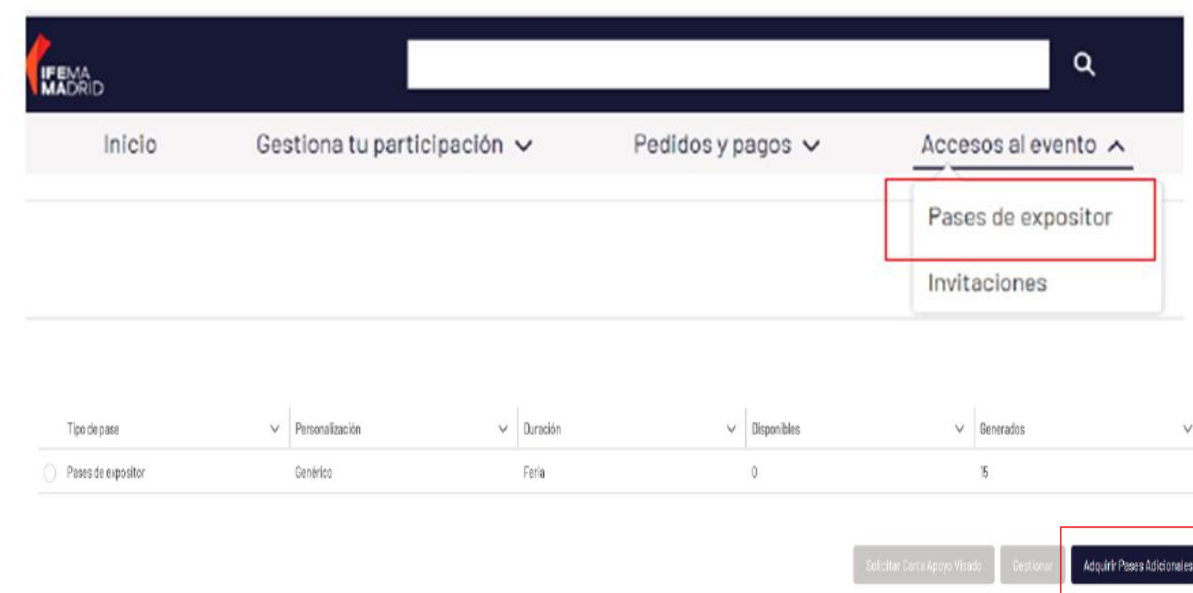 IFEMA
MADRID
Inicio Gestiona tu participación Pedidos y pagos Accesos al evento
Pases de expositor
Invitaciones
Tipo de pase Personalización Duración Disponibles Generados
Pases de expositor Genérico Feria 0 15
Solicitar Carta Apoyo Visado Gestionar Adquirir Pases Adicionales